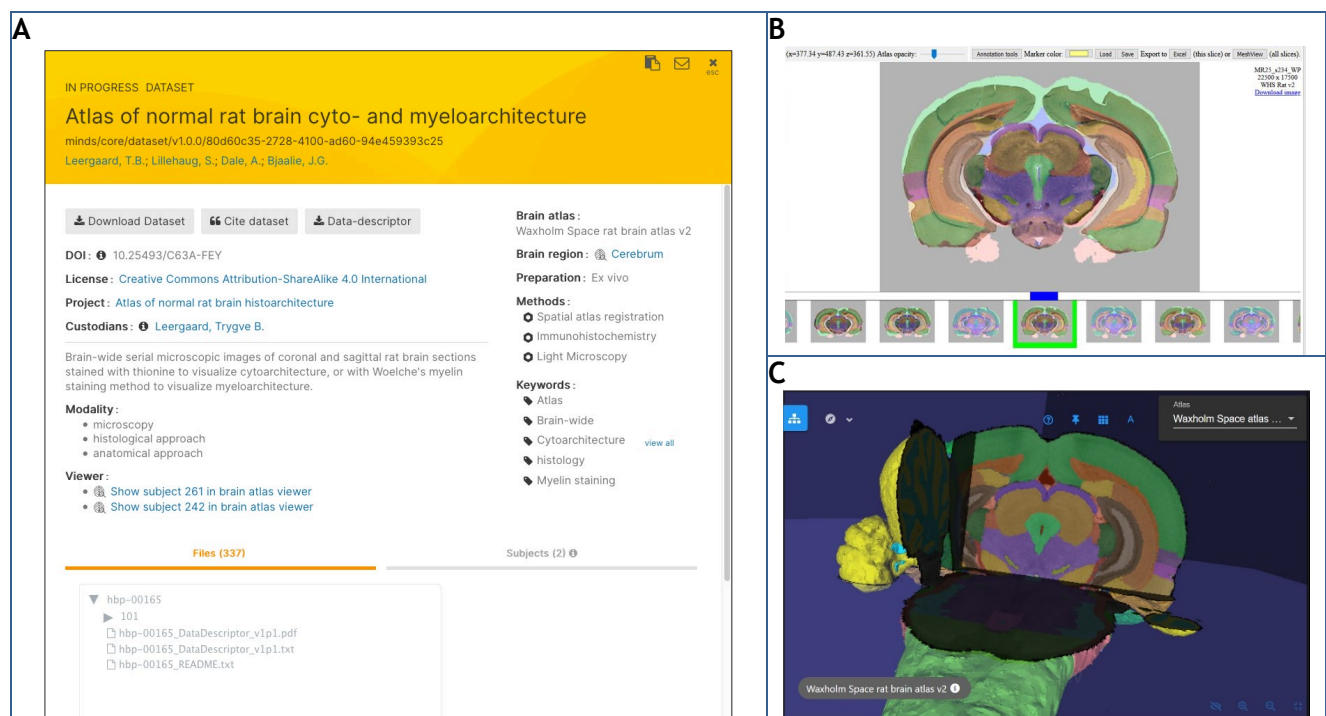 A
esc
IN PROGRESS DATASET
Atlas of normal rat brain cyto- and myeloarchitecture
minds/core/dataset/v1.0.0/80d60c35-2728-4100-ad60-94e459393c25
Leergaard, T.B.; Lillehaug, S.; Dale, A.; Bjaalie, J.G.
Download Dataset
Cite dataset
Data-descriptor
DOI: 10.25493/C63A-FEY
License: Creative Commons Attribution-ShareAlike 4.0 International
Project: Atlas of normal rat brain histoarchitecture
Custodians: Leergaard, Trygve B.
Brain-wide serial microscopic images of coronal and sagittal rat brain sections
stained with thionine to visualize cytoarchitecture, or with Woelche's myelin
staining method to visualize myeloarchitecture.
Modality:
microscopy
histological approach
anatomical approach
Viewer:
Show subject 261 in brain atlas viewer
Show subject 242 in brain atlas viewer
Brain atlas:
Waxholm Space rat brain atlas v2
Brain region: Cerebrum
Preparation: Ex vivo
Methods:
Spatial atlas registration
Immunohistochemistry
Light Microscopy
Keywords:
Atlas
Brain-wide
Cytoarchitecture view all
histology
Myelin staining
Files (337)
Subjects (2)
hbp-00165
101
hbp-00165_DataDescriptor_v1p1.pdf
hbp-00165_DataDescriptor_v1p1.txt
hbp-00165_README.txt
B
(x=377.34 y=487.43 z=361.55) Atlas opacity: Annotation tools Marker color: Load Save Export to Excel (this slice) or MeshView (all slices).
MR25_s234_WP
22500 x 17500
WHS Rat v2
Download image
C
Atlas
Waxholm Space atlas ...
A
Waxholm Space rat brain atlas v2